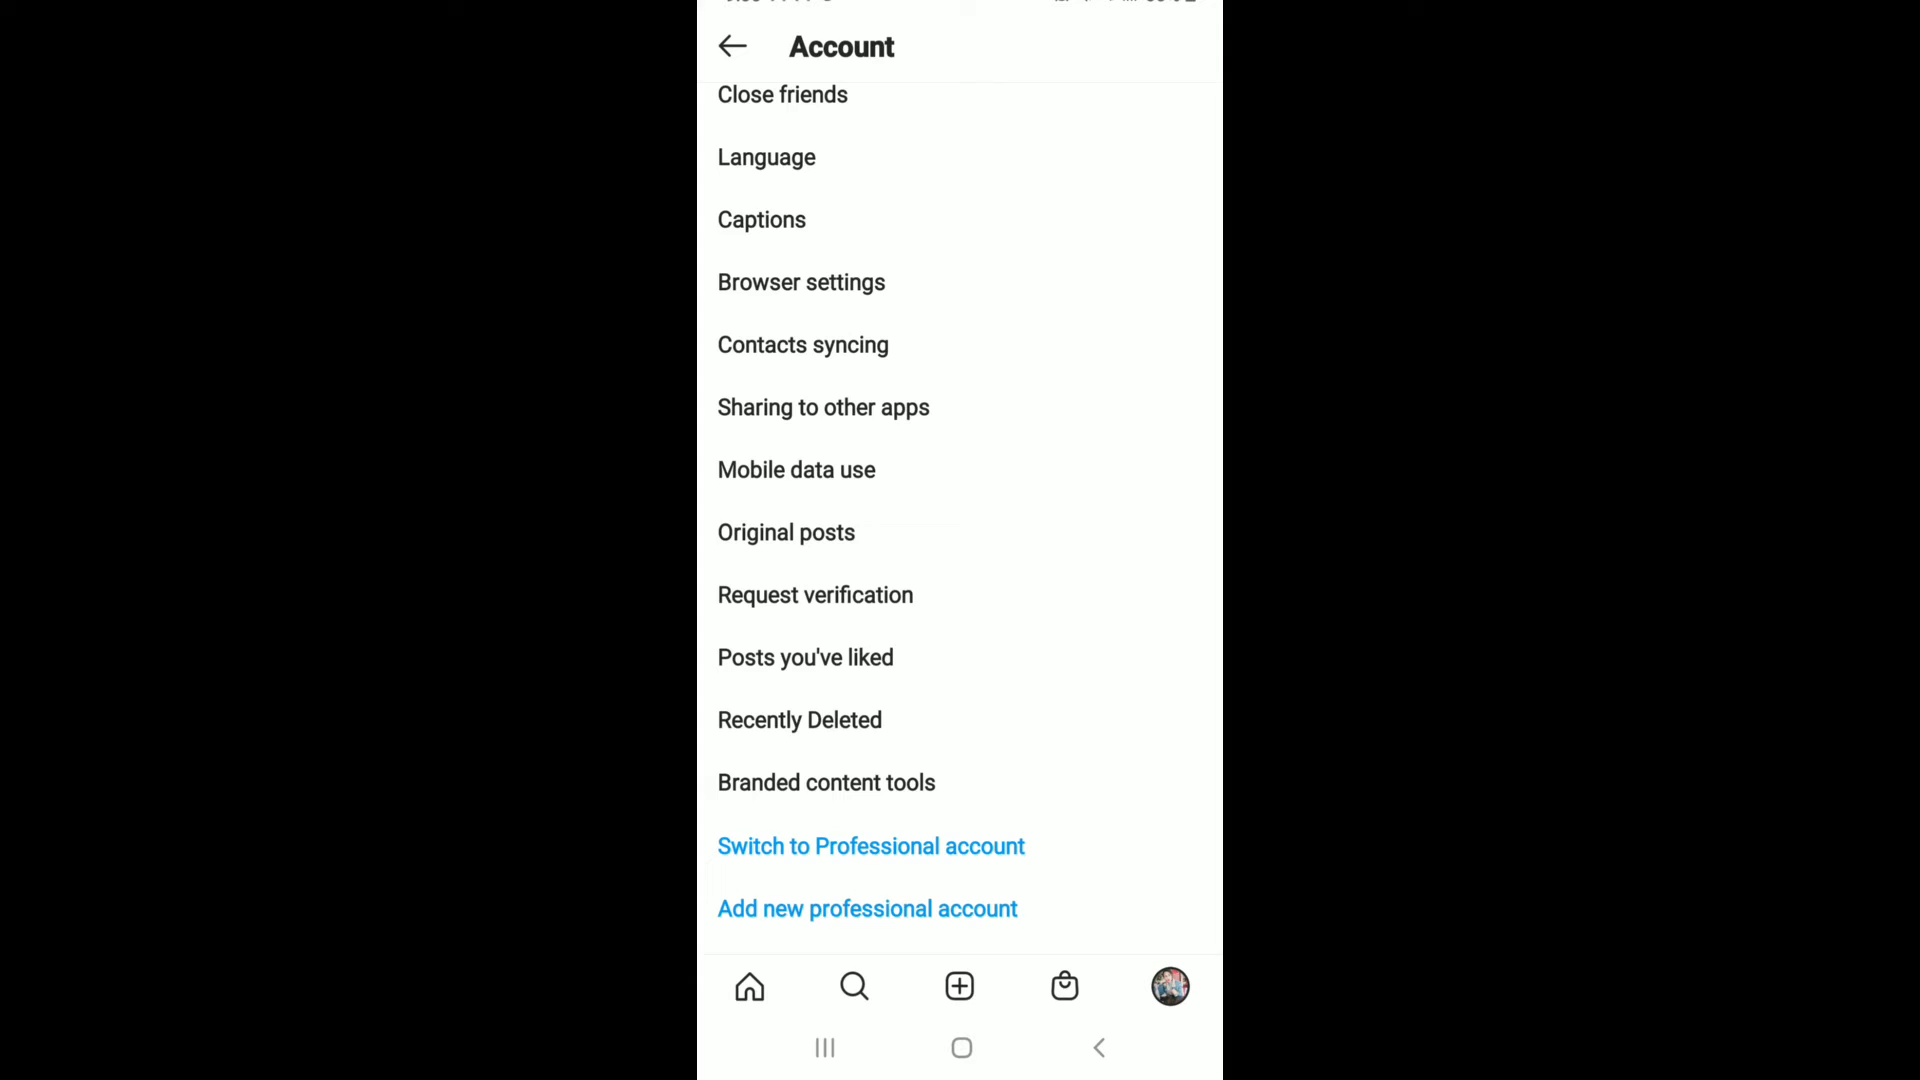 Account
Close friends
Language
Captions
Browser settings
Contacts syncing
Sharing to other apps
Mobile data use
Original posts
Request verification
Posts you've liked
Recently Deleted
Branded content tools
Switch to Professional account
Add new professional account